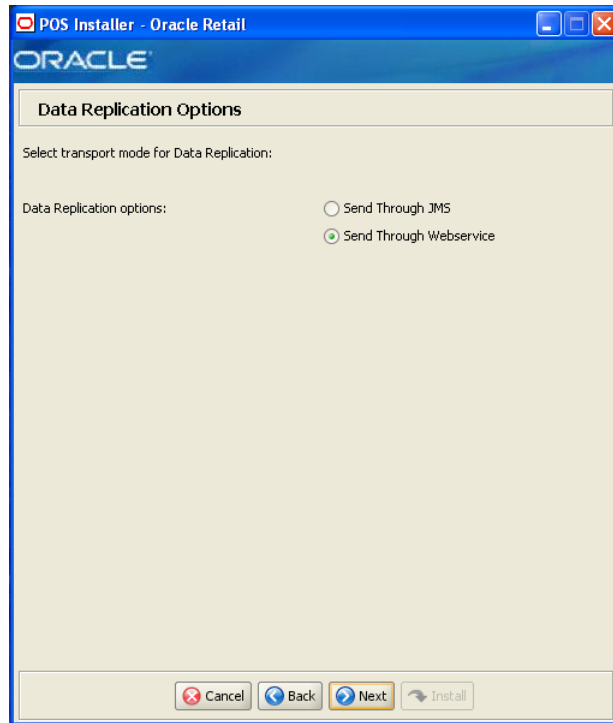 POS Installer - Oracle Retail
ORACLE
Data Replication Options
Select transport mode for Data Replication:
Data Replication options:
Send Through JMS
Send Through Webservice
Cancel
Back
Next
Install